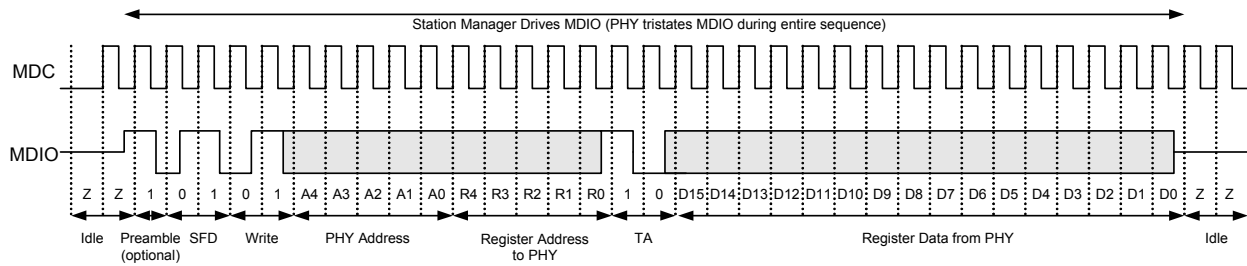 Station Manager Drives MDIO (PHY tristates MDIO during entire sequence)
MDC
MDIO
Z Z 1 0 1 0 1 A4 A3 A2 A1 A0 R4 R3 R2 R1 R0 1 0 D15 D14 D13 D12 D11 D10 D9 D8 D7 D6 D5 D4 D3 D2 D1 D0 Z Z
Idle Preamble SFD Write PHY Address Register Address TA Register Data from PHY Idle
(optional) to PHY